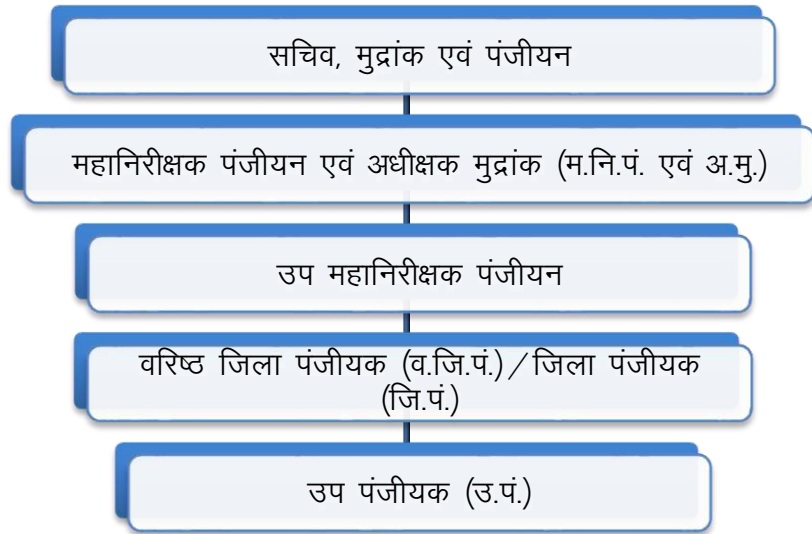 सचिव, मुद्रांक एवं पंजीयन
महानिरीक्षक पंजीयन एवं अधीक्षक मुद्रांक (म.नि.पं. एवं अ.मु.)
उप महानिरीक्षक पंजीयन
वरिष्ठ जिला पंजीयक (व.जि.पं.)/जिला पंजीयक
(जि.पं.)
उप पंजीयक (उ.पं.)